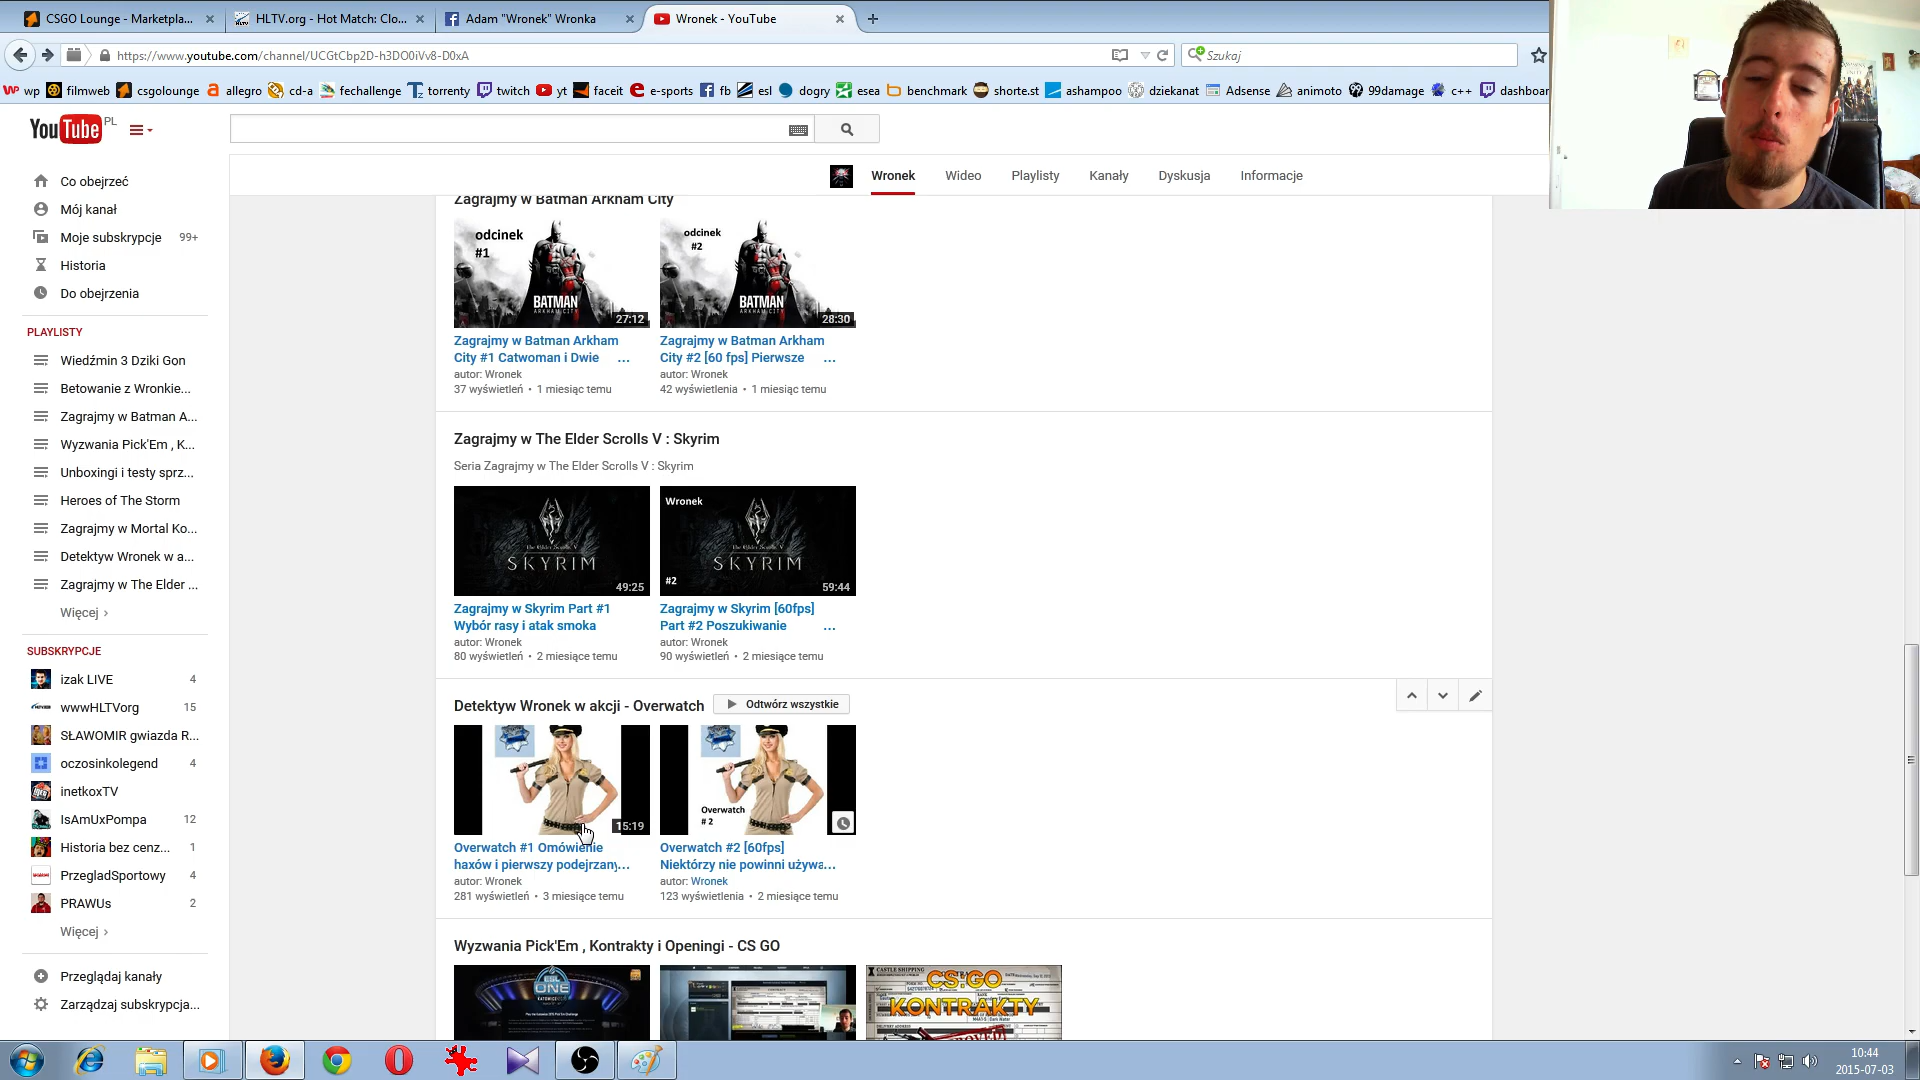 CSGO Lounge - Marketpla...
HLTV.org - Hot Match: Clo...
Adam "Wronek" Wronka
Wronek - YouTube
https://www.youtube.com/channel/UCGtCbp2D-h3DO0iVv8-D0xA
Szukaj
wp
filmweb
csgolounge
allegro
cd-a
fechallenge
torrenty
twitch
yt
faceit
e-sports
fb
esl
dogry
esea
benchmark
shorte.st
ashampoo
dziekanat
Adsense
animoto
99damage
c++
dashboar
YouTube PL
Wronek
Wideo
Playlisty
Kanały
Dyskusja
Informacje
Co obejrzeć
Mój kanał
Moje subskrypcje 99+
Historia
Do obejrzenia
PLAYLISTY
Wiedźmin 3 Dziki Gon
Betowanie z Wronkie...
Zagrajmy w Batman A...
Wyzwania Pick'Em , K...
Unboxingi i testy sprz...
Heroes of The Storm
Zagrajmy w Mortal Ko...
Detektyw Wronek w a...
Zagrajmy w The Elder ...
Więcej ›
SUBSKRYPCJE
izak LIVE 4
wwwHLTVorg 15
SŁAWOMIR gwiazda R...
oczosinkolegend 4
inetkoxTV
IsAmUxPompa 12
Historia bez cenz... 1
PrzegladSportowy 4
PRAWUs 2
Więcej ›
Przeglądaj kanały
Zarządzaj subskrypcja...
Zagrajmy w Batman Arkham City
odcinek
#1
BATMAN
ARKHAM CITY
27:12
odcinek
#2
BATMAN
ARKHAM CITY
28:30
Zagrajmy w Batman Arkham
City #1 Catwoman i Dwie ...
autor: Wronek
37 wyświetleń • 1 miesiąc temu
Zagrajmy w Batman Arkham
City #2 [60 fps] Pierwsze ...
autor: Wronek
42 wyświetlenia • 1 miesiąc temu
Zagrajmy w The Elder Scrolls V : Skyrim
Seria Zagrajmy w The Elder Scrolls V : Skyrim
The Elder Scrolls V
SKYRIM
49:25
Wronek
The Elder Scrolls V
SKYRIM
#2
59:44
Zagrajmy w Skyrim Part #1
Wybór rasy i atak smoka
autor: Wronek
80 wyświetleń • 2 miesiące temu
Zagrajmy w Skyrim [60fps]
Part #2 Poszukiwanie ...
autor: Wronek
90 wyświetleń • 2 miesiące temu
Detektyw Wronek w akcji - Overwatch
Odtwórz wszystkie
15:19
Overwatch
# 2
Overwatch #1 Omówienie
haxów i pierwszy podejrzany...
autor: Wronek
281 wyświetleń • 3 miesiące temu
Overwatch #2 [60fps]
Niektórzy nie powinni używa...
autor: Wronek
123 wyświetlenia • 2 miesiące temu
Wyzwania Pick'Em , Kontrakty i Openingi - CS GO
ESL
ONE
CASTLE SHIPPING
CS:GO
KONTRAKTY
10:44
2015-07-03